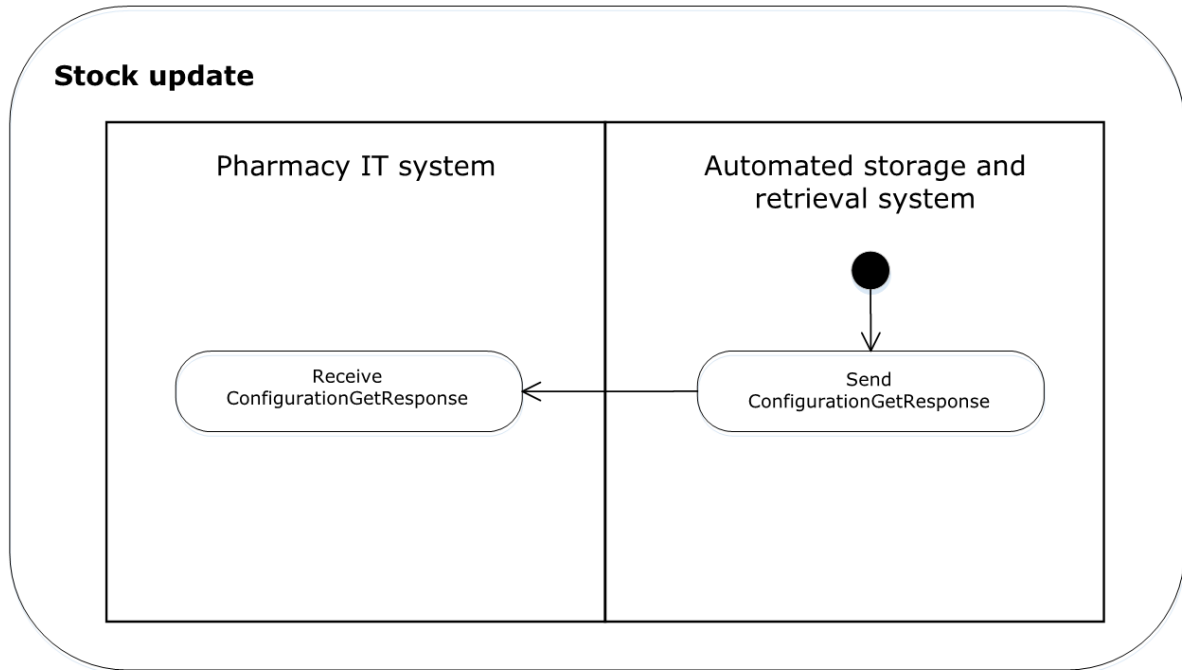 Stock update
Pharmacy IT system
Automated storage and
retrieval system
Receive
ConfigurationGetResponse
Send
ConfigurationGetResponse